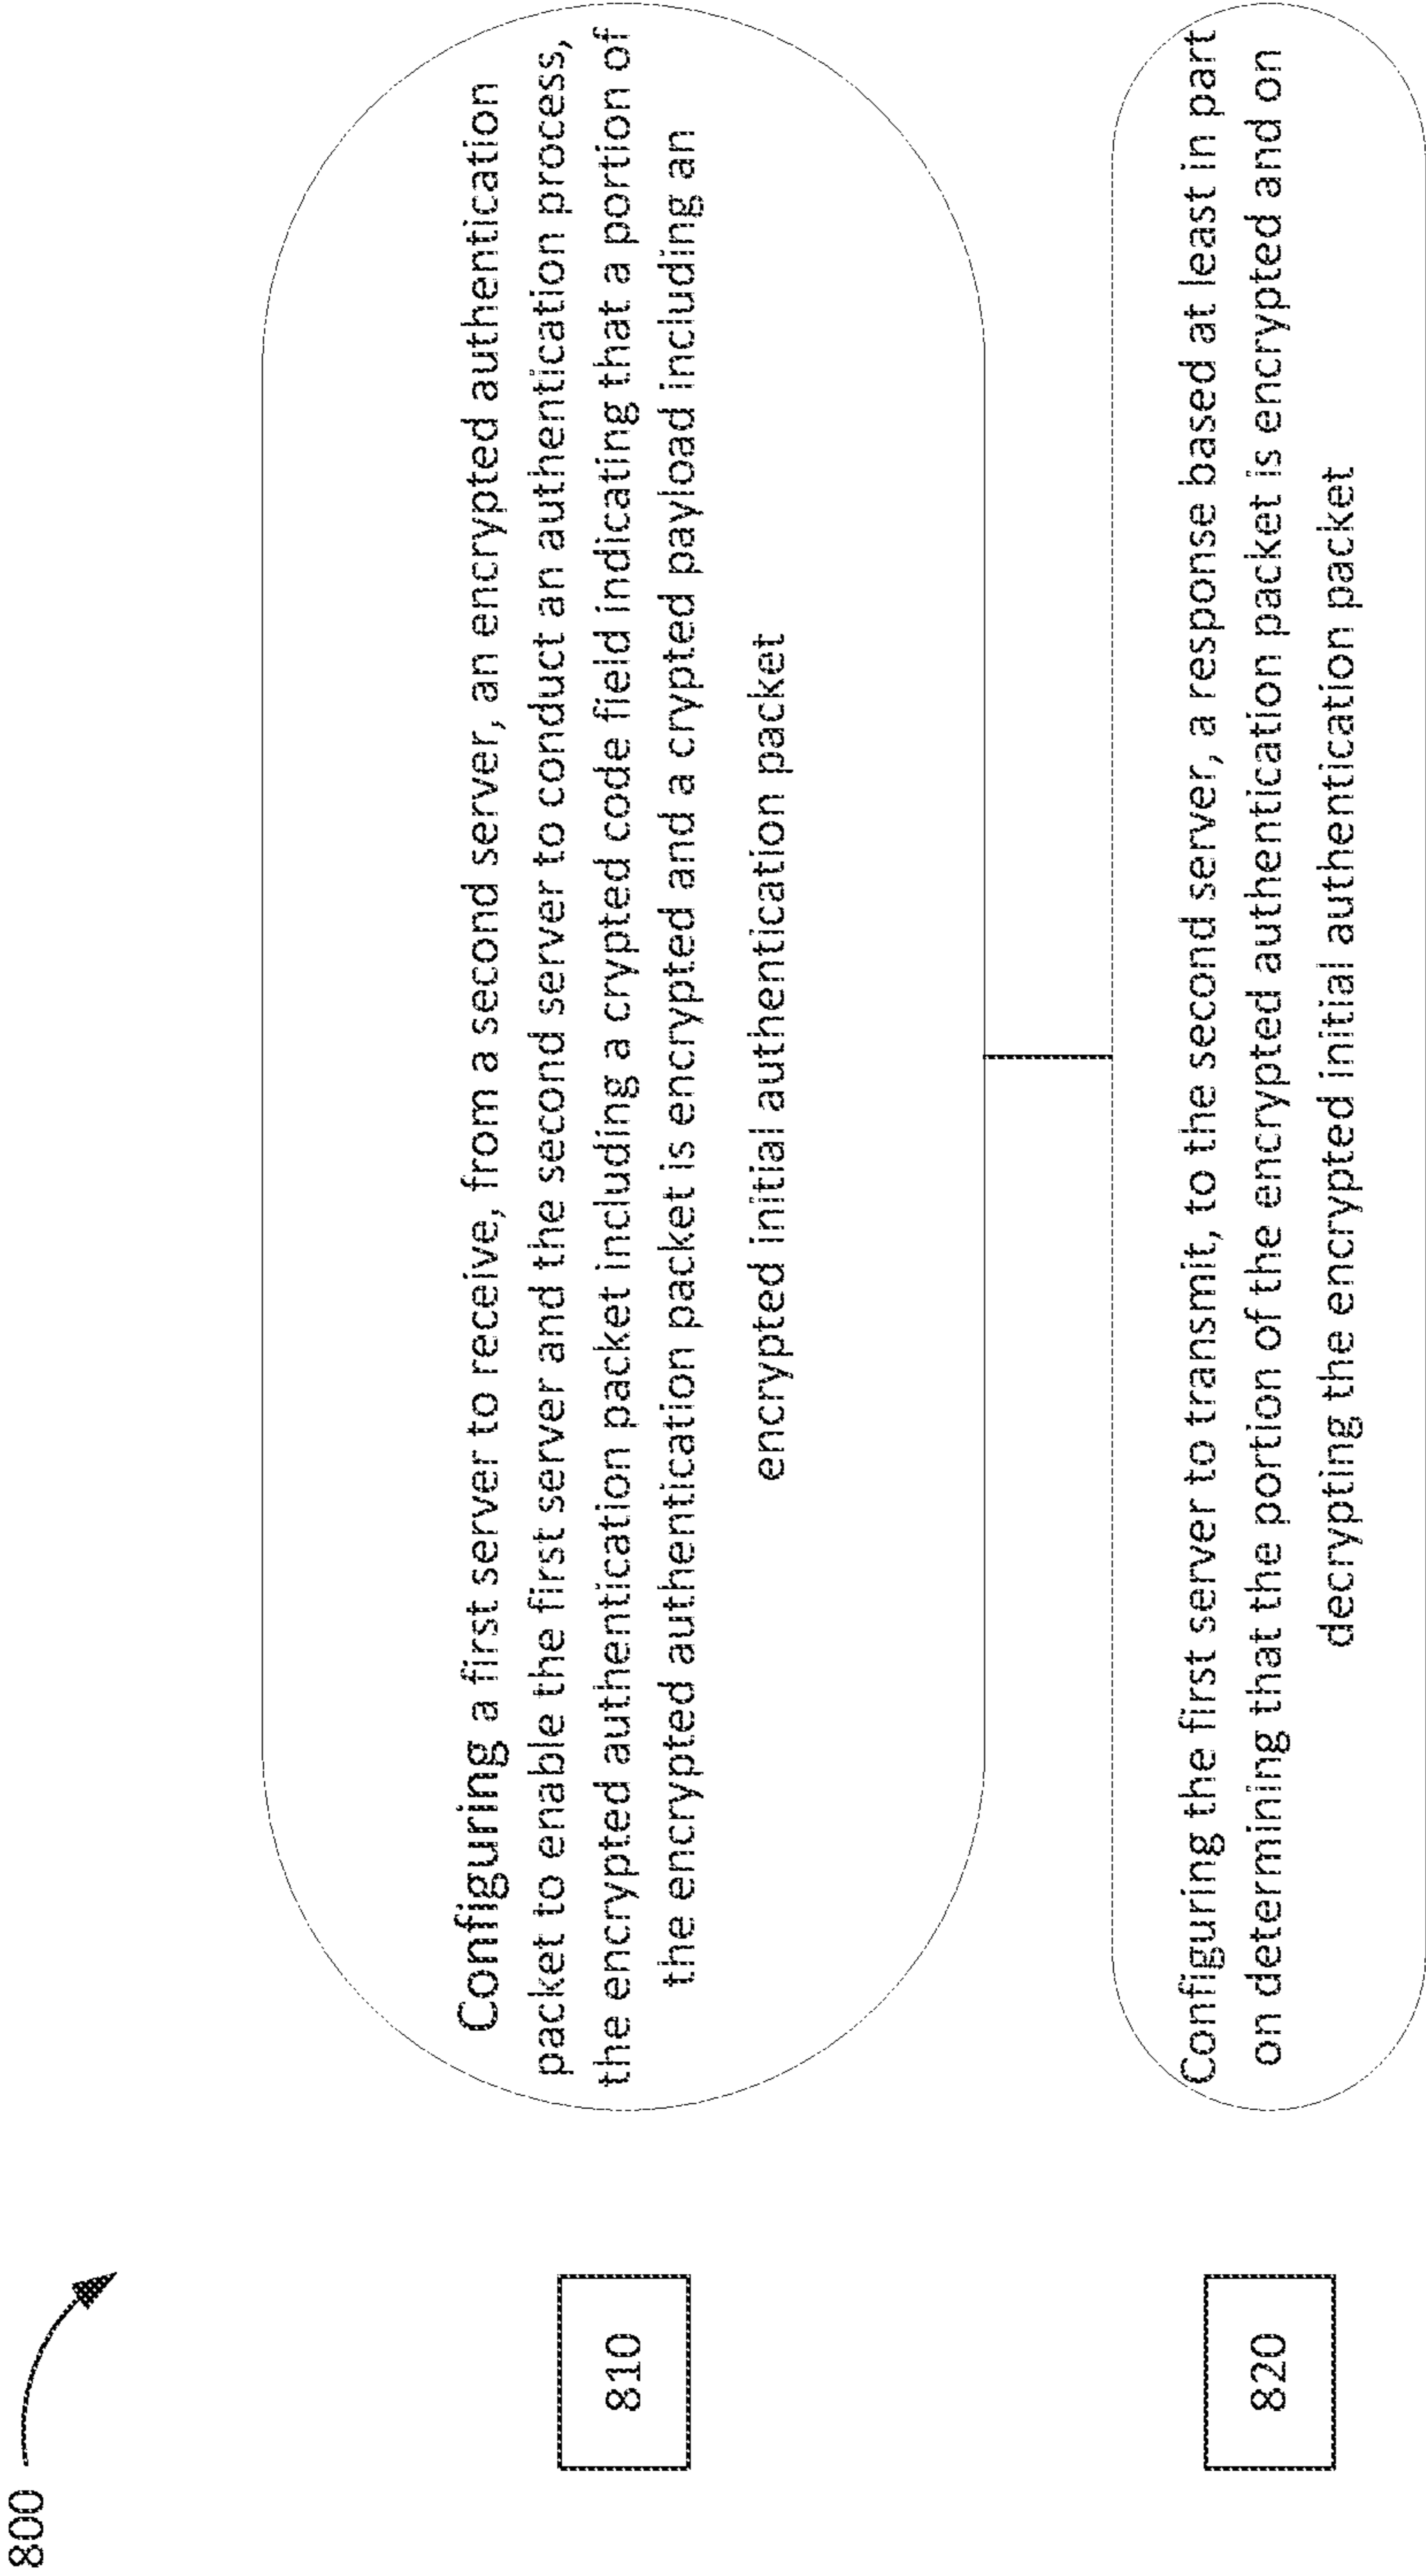 800
810
Configuring a first server to receive, from a second server, an encrypted authentication
packet to enable the first server and the second server to conduct an authentication process,
the encrypted authentication packet including a crypted code field indicating that a portion of
the encrypted authentication packet is encrypted and a crypted payload including an
encrypted initial authentication packet
820
Configuring the first server to transmit, to the second server, a response based at least in part
on determining that the portion of the encrypted authentication packet is encrypted and on
decrypting the encrypted initial authentication packet